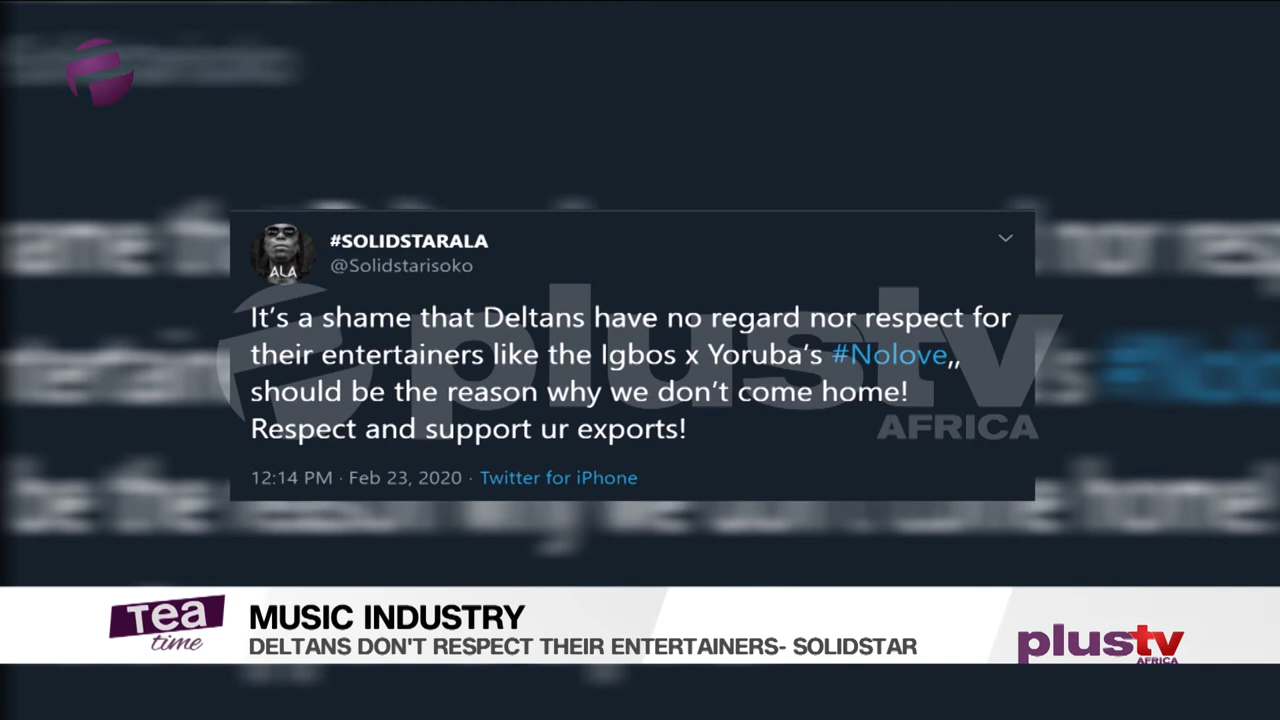 #SOLIDSTARALA
@Solidstarisoko
ALA
It's a shame that Deltans have no regard nor respect for
their entertainers like the Igbos x Yoruba's #Nolove,,
should be the reason why we don't come home!
Respect and support ur exports!
12:14 PM · Feb 23, 2020 · Twitter for iPhone
plustv
AFRICA
Tea
time
MUSIC INDUSTRY
DELTANS DON'T RESPECT THEIR ENTERTAINERS- SOLIDSTAR
plustv
AFRICA